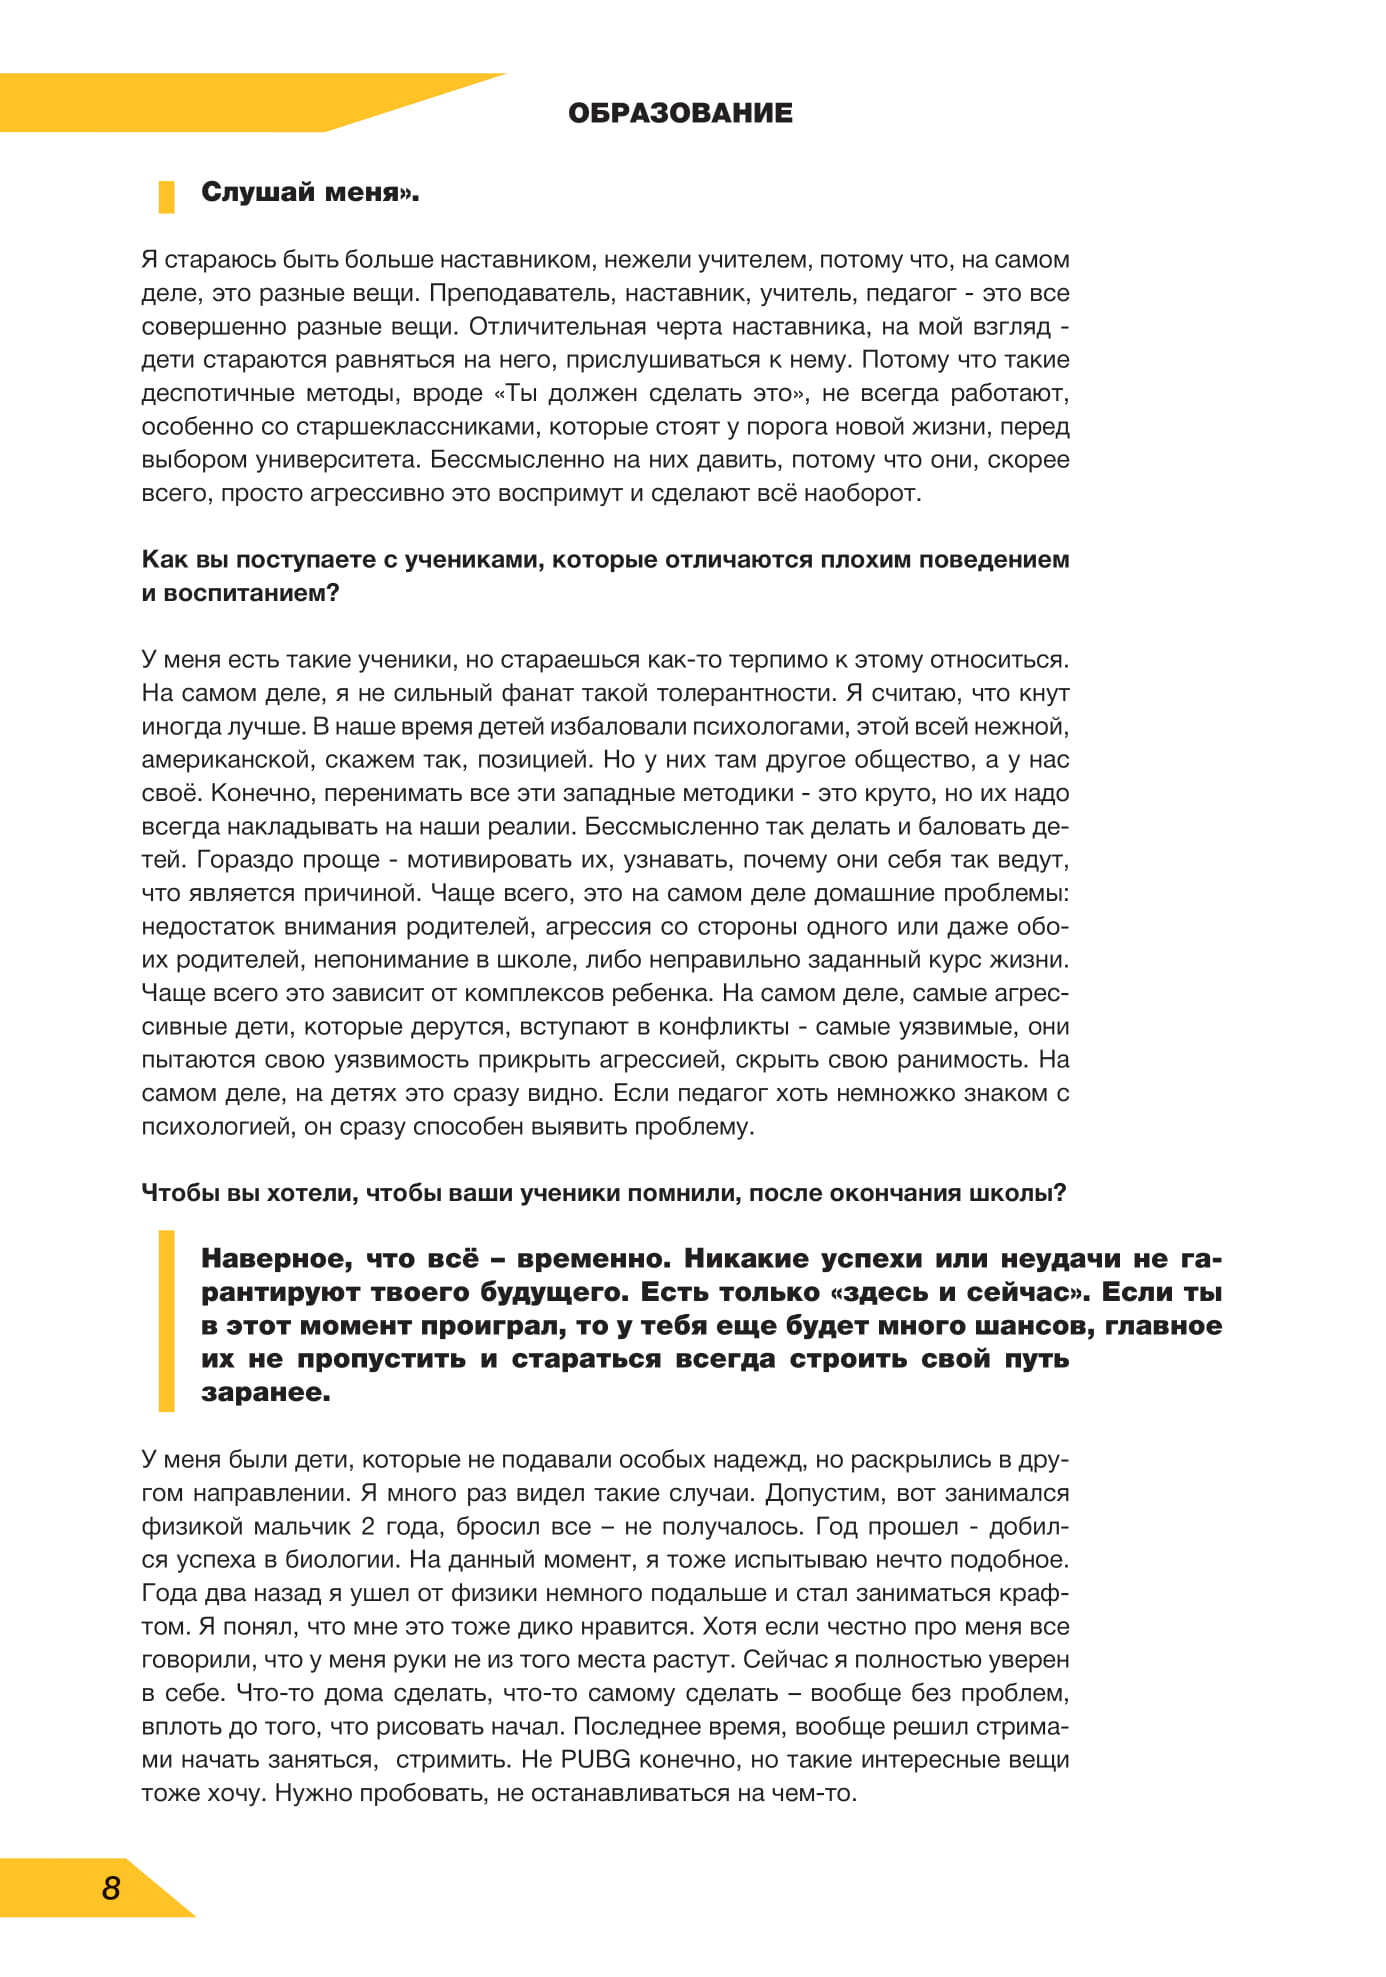 ОБРАЗОВАНИЕ
Слушай меня».
Я стараюсь быть больше наставником, нежели учителем, потому что, на самом
деле, это разные вещи. Преподаватель, наставник, учитель, педагог - это все
совершенно разные вещи. Отличительная черта наставника, на мой взгляд -
дети стараются равняться на него, прислушиваться к нему. Потому что такие
деспотичные методы, вроде «Ты должен сделать это», не всегда работают,
особенно со старшеклассниками, которые стоят у порога новой жизни, перед
выбором университета. Бессмысленно на них давить, потому что они, скорее
всего, просто агрессивно это воспримут и сделают всё наоборот.
Как вы поступаете с учениками, которые отличаются плохим поведением
и воспитанием?
У меня есть такие ученики, но стараешься как-то терпимо к этому относиться.
На самом деле, я не сильный фанат такой толерантности. Я считаю, что кнут
иногда лучше. В наше время детей избаловали психологами, этой всей нежной,
американской, скажем так, позицией. Но у них там другое общество, а у нас
своё. Конечно, перенимать все эти западные методики - это круто, но их надо
всегда накладывать на наши реалии. Бессмысленно так делать и баловать де-
тей. Гораздо проще - мотивировать их, узнавать, почему они себя так ведут,
что является причиной. Чаще всего, это на самом деле домашние проблемы:
недостаток внимания родителей, агрессия со стороны одного или даже обо-
их родителей, непонимание в школе, либо неправильно заданный курс жизни.
Чаще всего это зависит от комплексов ребенка. На самом деле, самые агрес-
сивные дети, которые дерутся, вступают в конфликты - самые уязвимые, они
пытаются свою уязвимость прикрыть агрессией, скрыть свою ранимость. На
самом деле, на детях это сразу видно. Если педагог хоть немножко знаком с
психологией, он сразу способен выявить проблему.
Чтобы вы хотели, чтобы ваши ученики помнили, после окончания школы?
Наверное, что всё – временно. Никакие успехи или неудачи не га-
рантируют твоего будущего. Есть только «здесь и сейчас». Если ты
в этот момент проиграл, то у тебя еще будет много шансов, главное
их не пропустить и стараться всегда строить свой путь
заранее.
У меня были дети, которые не подавали особых надежд, но раскрылись в дру-
гом направлении. Я много раз видел такие случаи. Допустим, вот занимался
физикой мальчик 2 года, бросил все – не получалось. Год прошел - добил-
ся успеха в биологии. На данный момент, я тоже испытываю нечто подобное.
Года два назад я ушел от физики немного подальше и стал заниматься краф-
том. Я понял, что мне это тоже дико нравится. Хотя если честно про меня все
говорили, что у меня руки не из того места растут. Сейчас я полностью уверен
в себе. Что-то дома сделать, что-то самому сделать – вообще без проблем,
вплоть до того, что рисовать начал. Последнее время, вообще решил стрима-
ми начать заняться,  стримить. Не PUBG конечно, но такие интересные вещи
тоже хочу. Нужно пробовать, не останавливаться на чем-то.
8